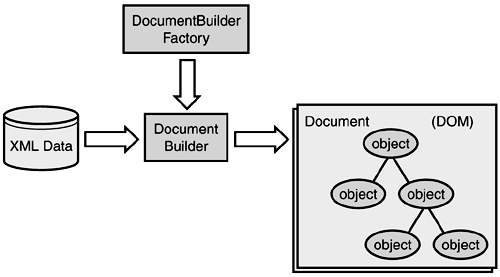 DocumentBuilder
Factory
XML Data
Document
Builder
Document (DOM)
object
object object
object object